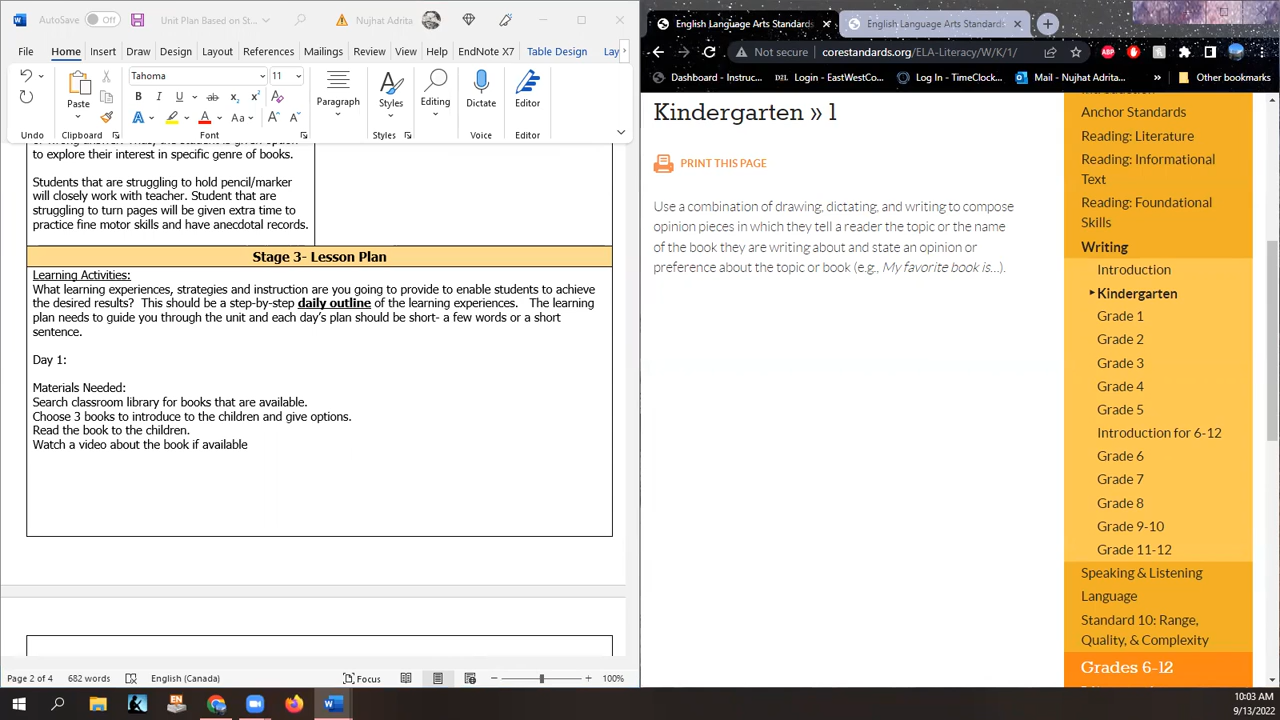 AutoSave Off Unit Plan Based on St... Nujhat Adrita
File Home Insert Draw Design Layout References Mailings Review View EndNote X7 Table Design Lay
Tahoma 11
Paste Paragraph Styles Editing Dictate Editor
Undo Clipboard Font Styles Voice Editor
to explore their interest in specific genre of books.
Students that are struggling to hold pencil/marker
will closely work with teacher. Student that are
struggling to turn pages will be given extra time to
practice fine motor skills and have anecdotal records.
Stage 3- Lesson Plan
Learning Activities:
What learning experiences, strategies and instruction are you going to provide to enable students to achieve
the desired results? This should be a step-by-step daily outline of the learning experiences. The learning
plan needs to guide you through the unit and each day's plan should be short- a few words or a short
sentence.
Day 1:
Materials Needed:
Search classroom library for books that are available.
Choose 3 books to introduce to the children and give options.
Read the book to the children.
Watch a video about the book if available
Page 2 of 4 682 words English (Canada) Focus 100%
English Language Arts Standards English Language Arts Standards
Not secure corestandards.org/ELA-Literacy/W/K/1/
Dashboard - Instruc... Login - EastWestCo... Log In - TimeClock... Mail - Nujhat Adrita... » Other bookmarks
Kindergarten » 1
PRINT THIS PAGE
Use a combination of drawing, dictating, and writing to compose
opinion pieces in which they tell a reader the topic or the name
of the book they are writing about and state an opinion or
preference about the topic or book (e.g., My favorite book is...).
Anchor Standards
Reading: Literature
Reading: Informational
Text
Reading: Foundational
Skills
Writing
Introduction
Kindergarten
Grade 1
Grade 2
Grade 3
Grade 4
Grade 5
Introduction for 6-12
Grade 6
Grade 7
Grade 8
Grade 9-10
Grade 11-12
Speaking & Listening
Language
Standard 10: Range,
Quality, & Complexity
Grades 6-12
10:03 AM
9/13/2022